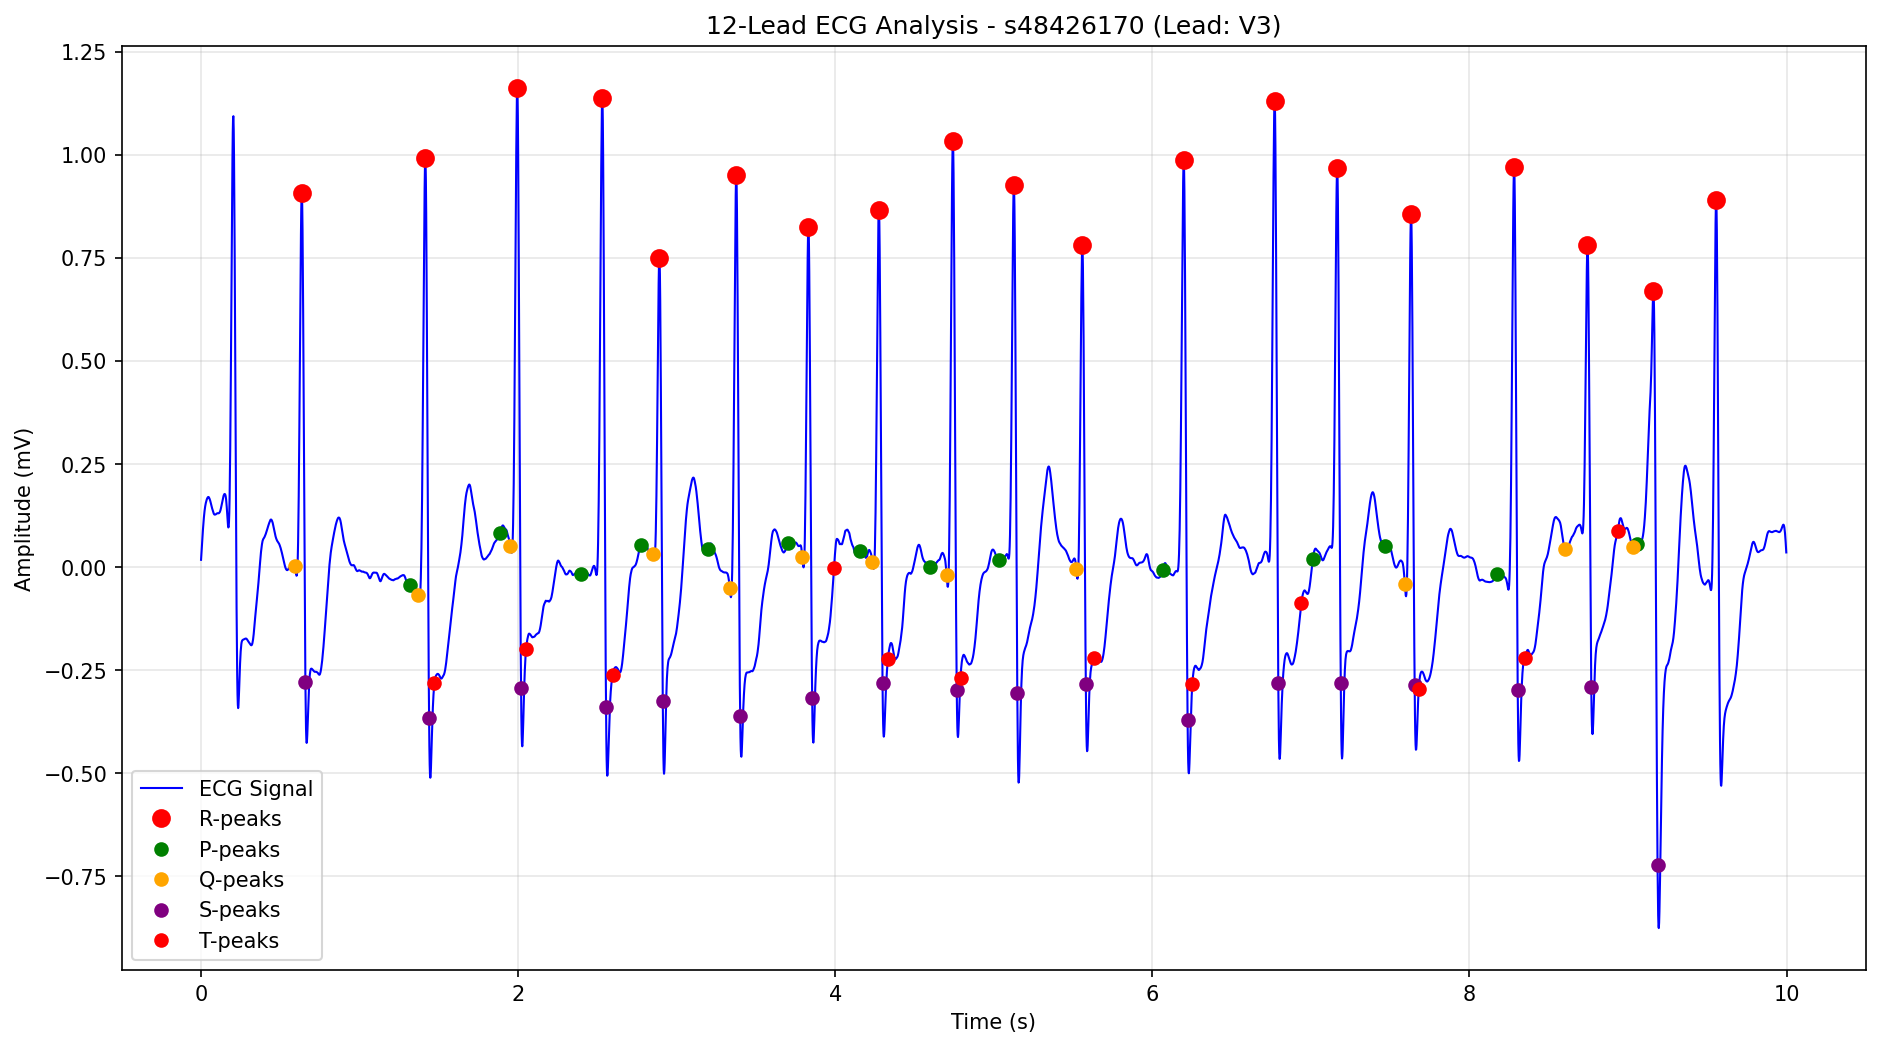 12-Lead ECG Analysis - s48426170 (Lead: V3)
Amplitude (mV)
1.25
1.00
0.75
0.50
0.25
0.00
−0.25
−0.50
−0.75
ECG Signal
R-peaks
P-peaks
Q-peaks
S-peaks
T-peaks
0 2 4 6 8 10
Time (s)